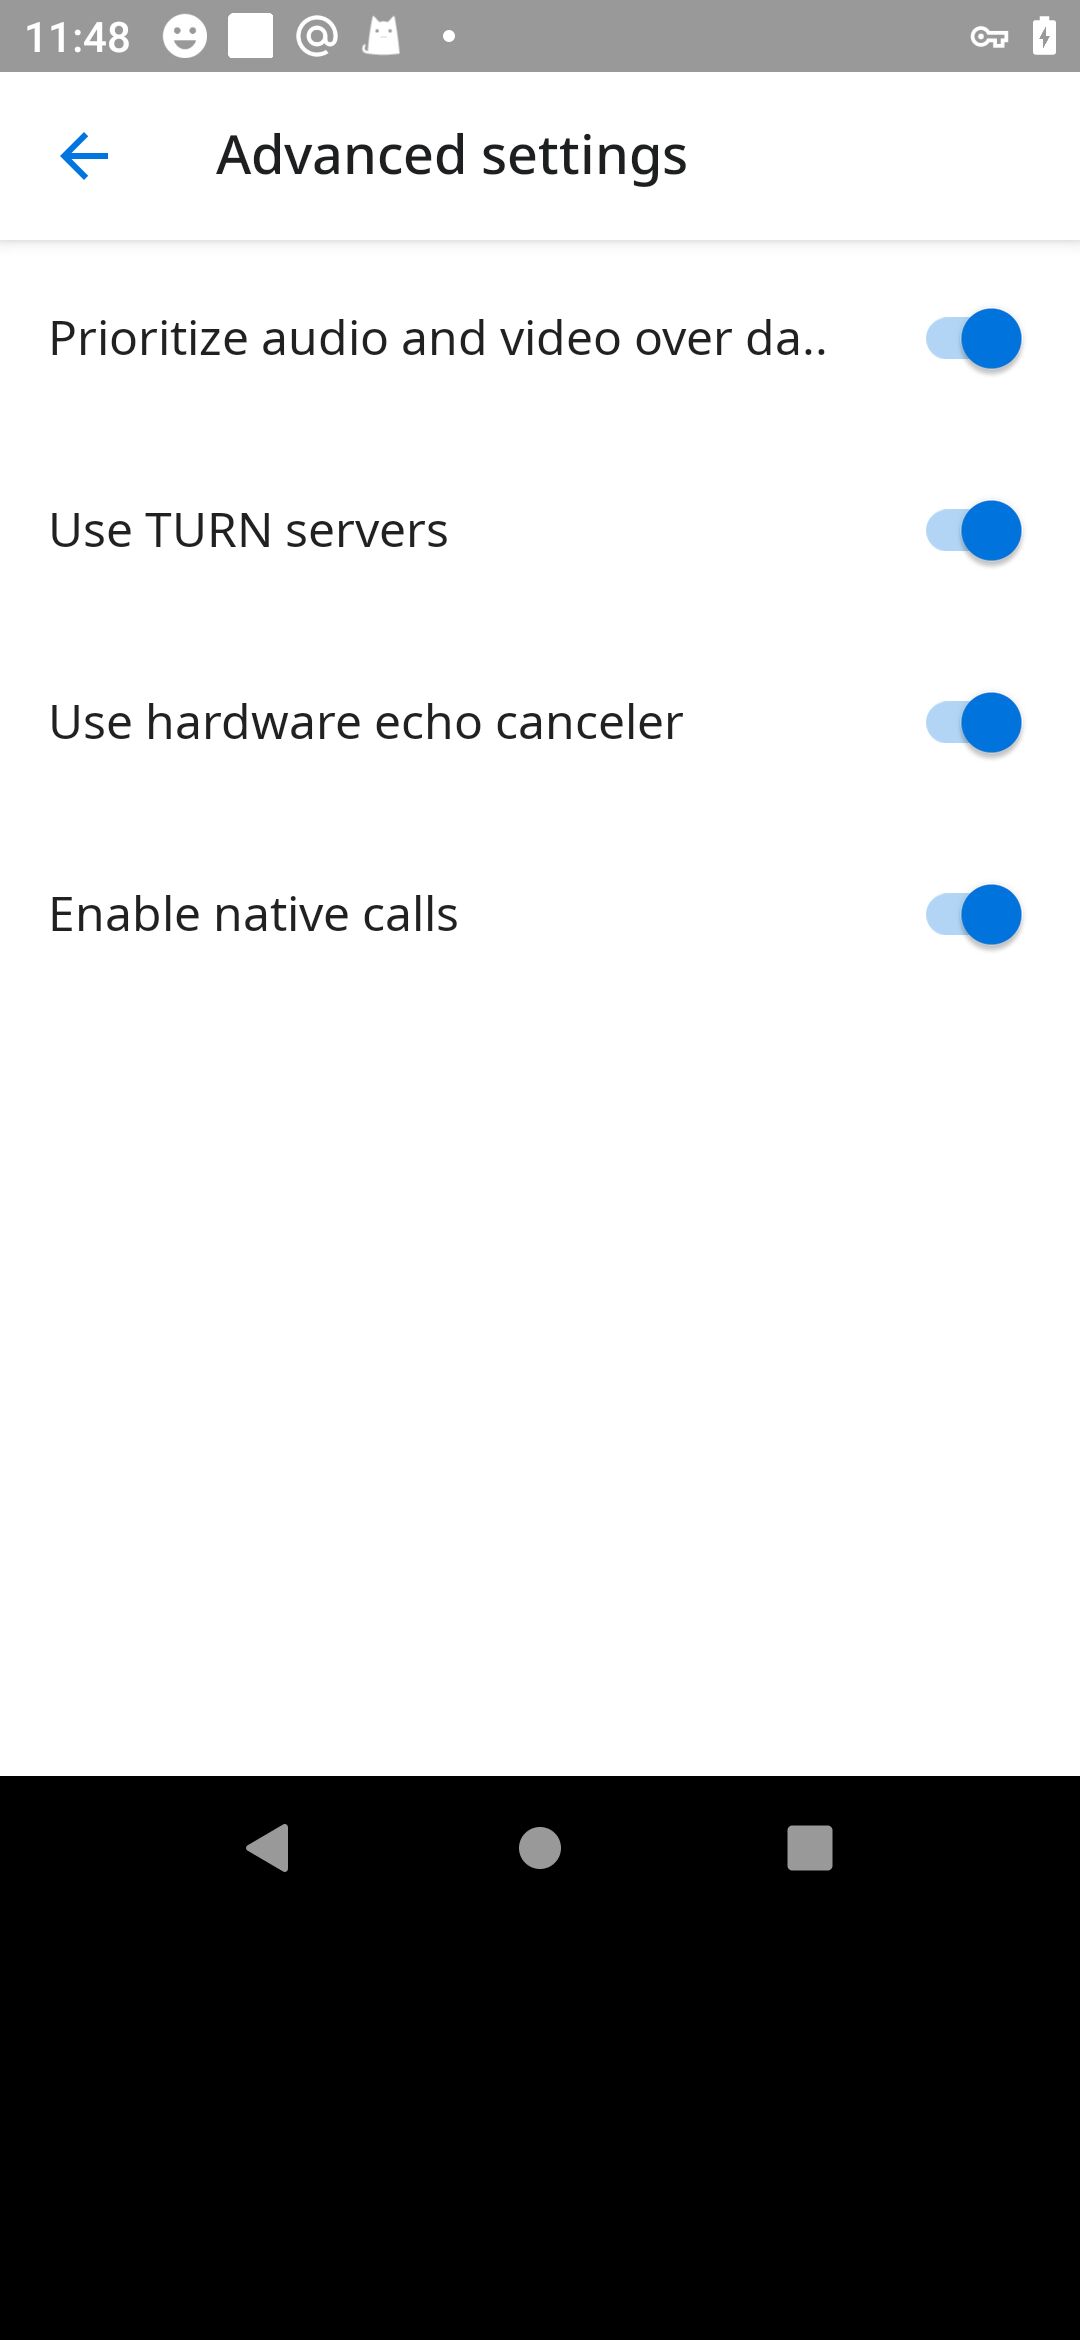 11:48
Advanced settings
Prioritize audio and video over da..
Use TURN servers
Use hardware echo canceler
Enable native calls